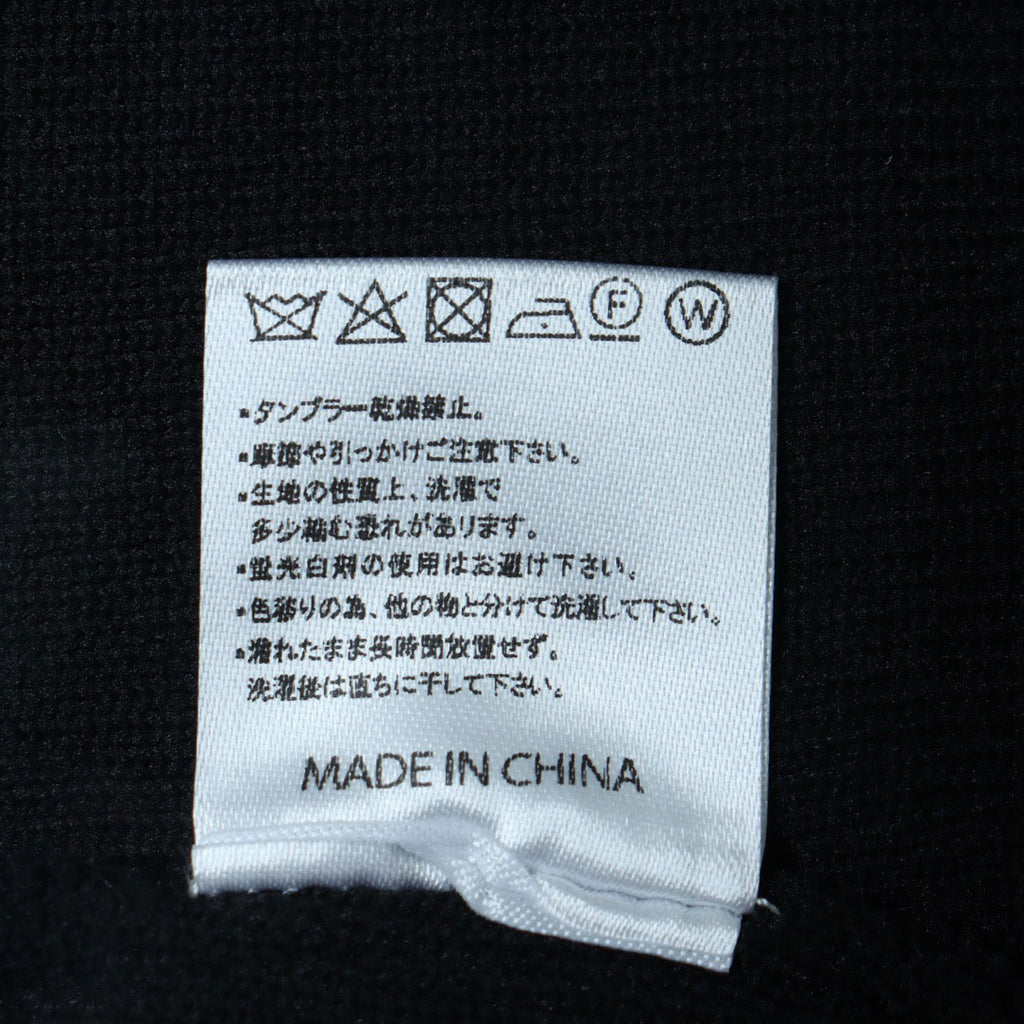 F W
・タンブラー乾燥禁止。
・摩擦や引っかけご注意下さい。
・生地の性質上、洗濯で
多少縮む恐れがあります。
・蛍光白剤の使用はお避け下さい。
・色移りの為、他の物と分けて洗濯して下さい。
・濡れたまま長時間放置せず。
洗濯後は直ちに干して下さい。
MADE IN CHINA